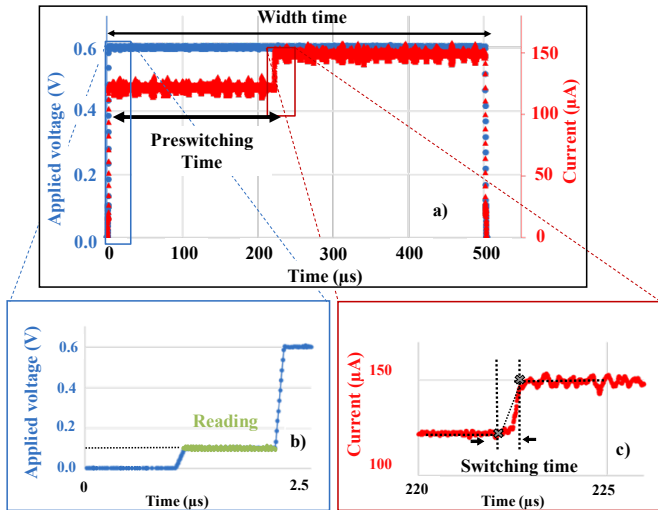 Width time
0.6
0.4
0.2
0.0
Applied voltage (V)
150
100
50
0
Current (µA)
Preswitching
Time
a)
0
100
200
300
400
500
Time (µs)
Applied voltage (V)
0.6
0.4
0.2
0.0
Reading
b)
0
2.5
Time (µs)
Current (µA)
150
100
c)
Switching time
220
225
Time (µs)